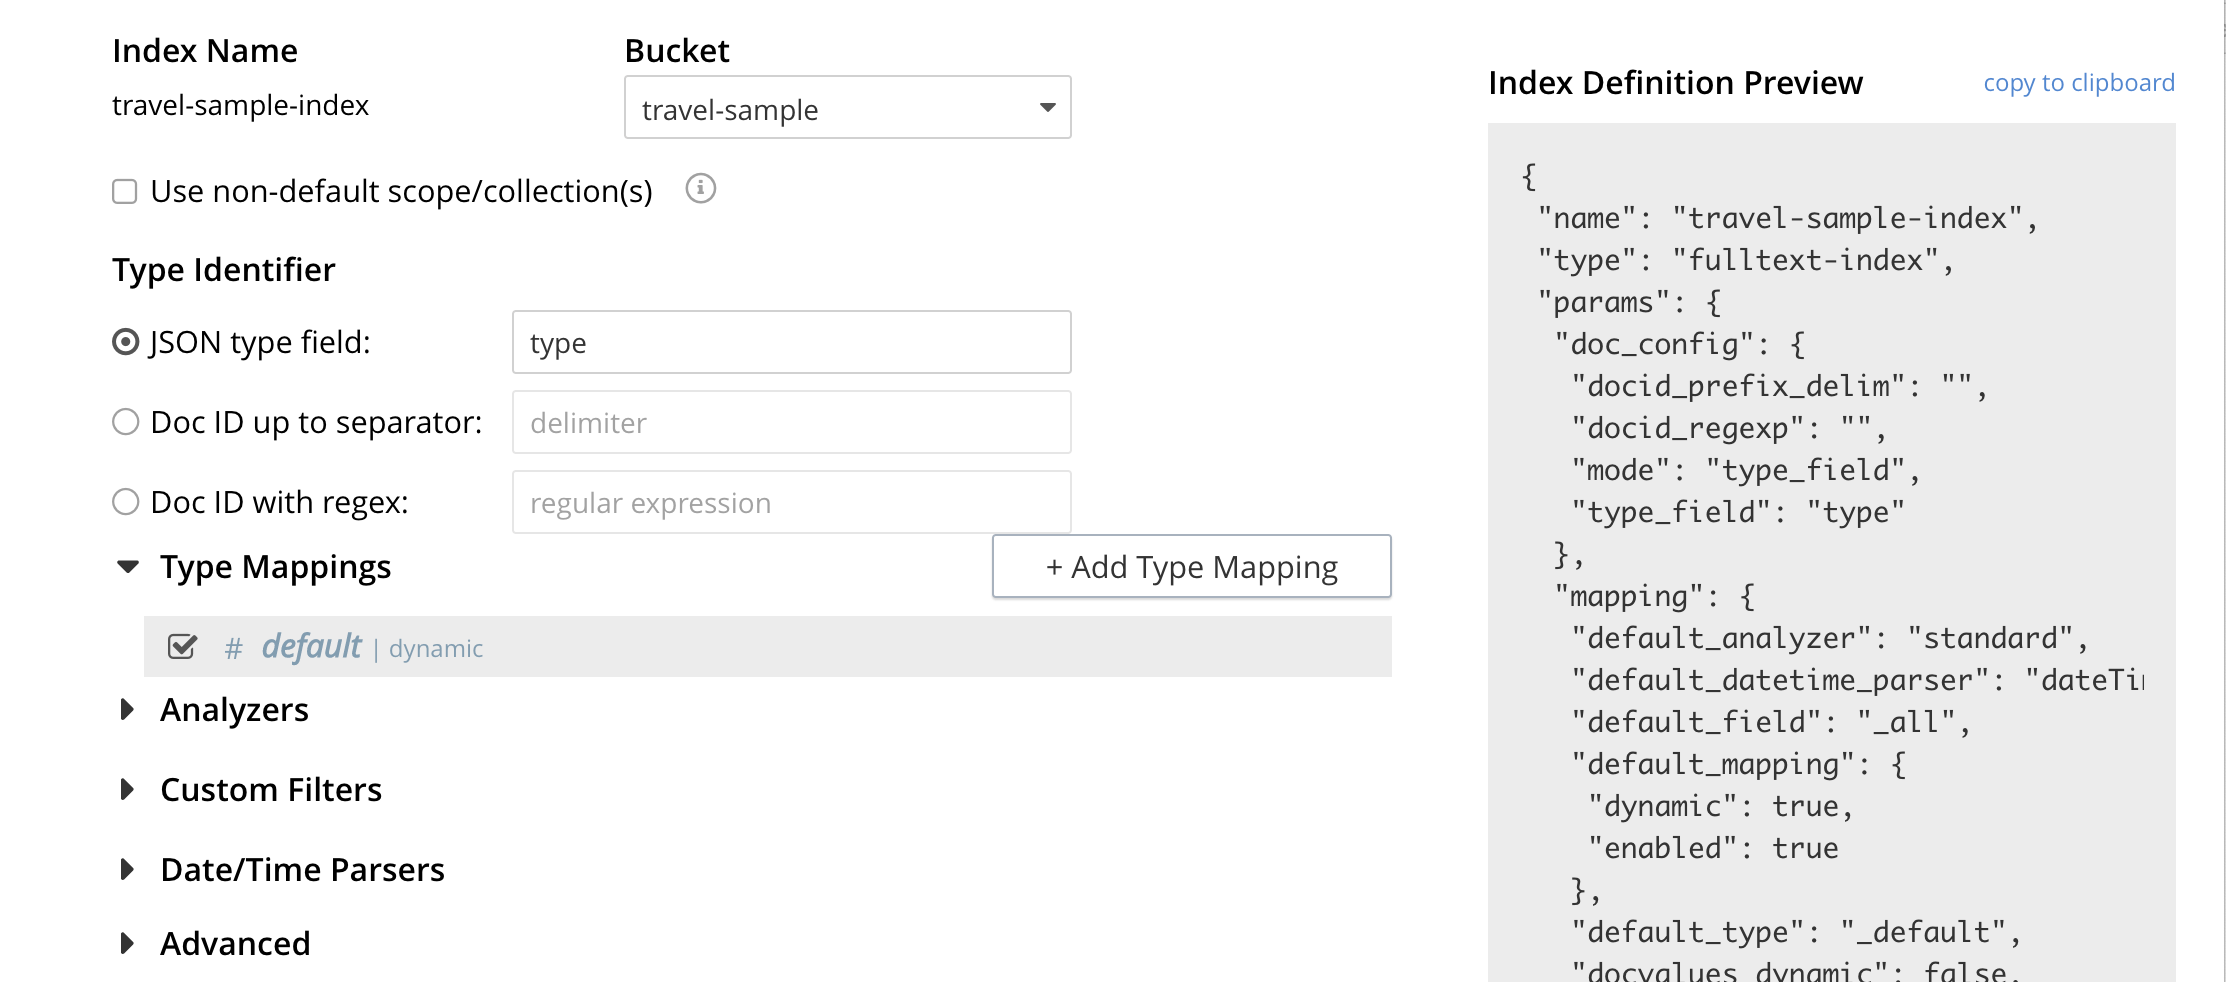 Index Name
travel-sample-index
Bucket
travel-sample
Use non-default scope/collection(s)
Type Identifier
JSON type field:
type
Doc ID up to separator:
delimiter
Doc ID with regex:
regular expression
Type Mappings
+ Add Type Mapping
# default | dynamic
Analyzers
Custom Filters
Date/Time Parsers
Advanced
Index Definition Preview
copy to clipboard
{
"name": "travel-sample-index",
"type": "fulltext-index",
"params": {
"doc_config": {
"docid_prefix_delim": "",
"docid_regexp": "",
"mode": "type_field",
"type_field": "type"
},
"mapping": {
"default_analyzer": "standard",
"default_datetime_parser":
"default_field": "_all",
"default_mapping": {
"dynamic": true,
"enabled": true
},
"default_type": "_default",
"docvalues_dynamic": false,